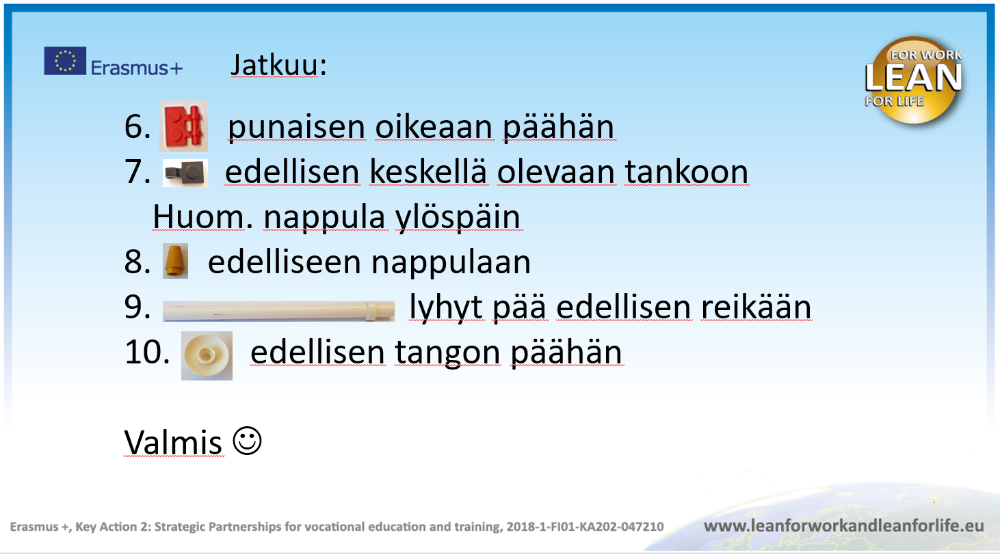 Erasmus+
Jatkuu:
FOR WORK
LEAN
FOR LIFE
6. punaisen oikeaan päähän
7. edellisen keskellä olevaan tankoon
Huom. nappula ylöspäin
8. edelliseen nappulaan
9. lyhyt pää edellisen reikään
10. edellisen tangon päähän
Valmis ☺
Erasmus +, Key Action 2: Strategic Partnerships for vocational education and training, 2018-1-FI01-KA202-047210
www.leanforworkandleanforlife.eu